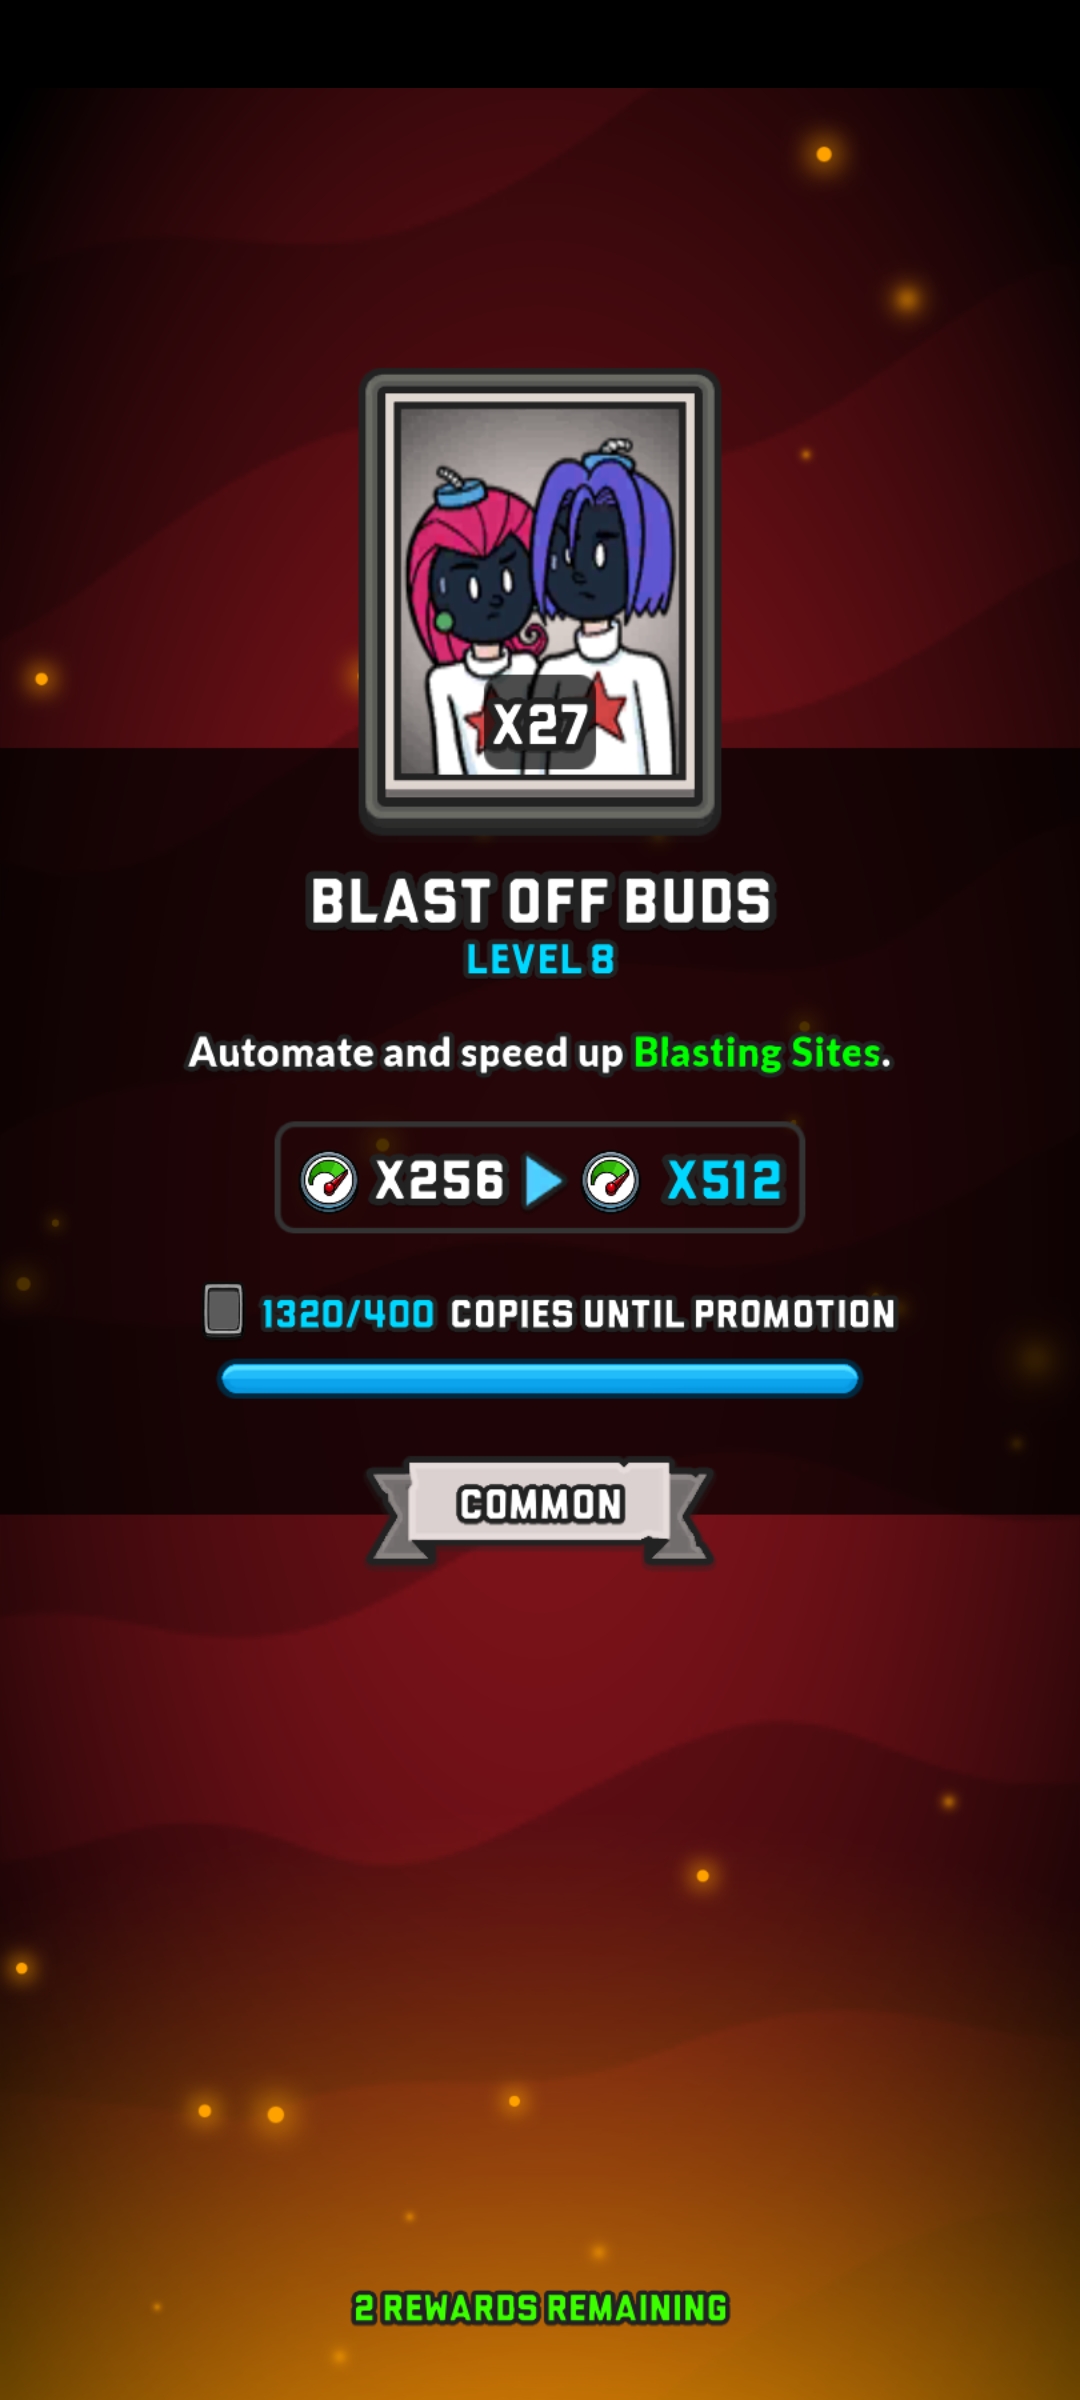 X27
BLAST OFF BUDS
LEVEL 8
Automate and speed up Blasting Sites.
X256 X512
1320/400 COPIES UNTIL PROMOTION
COMMON
2 REWARDS REMAINING